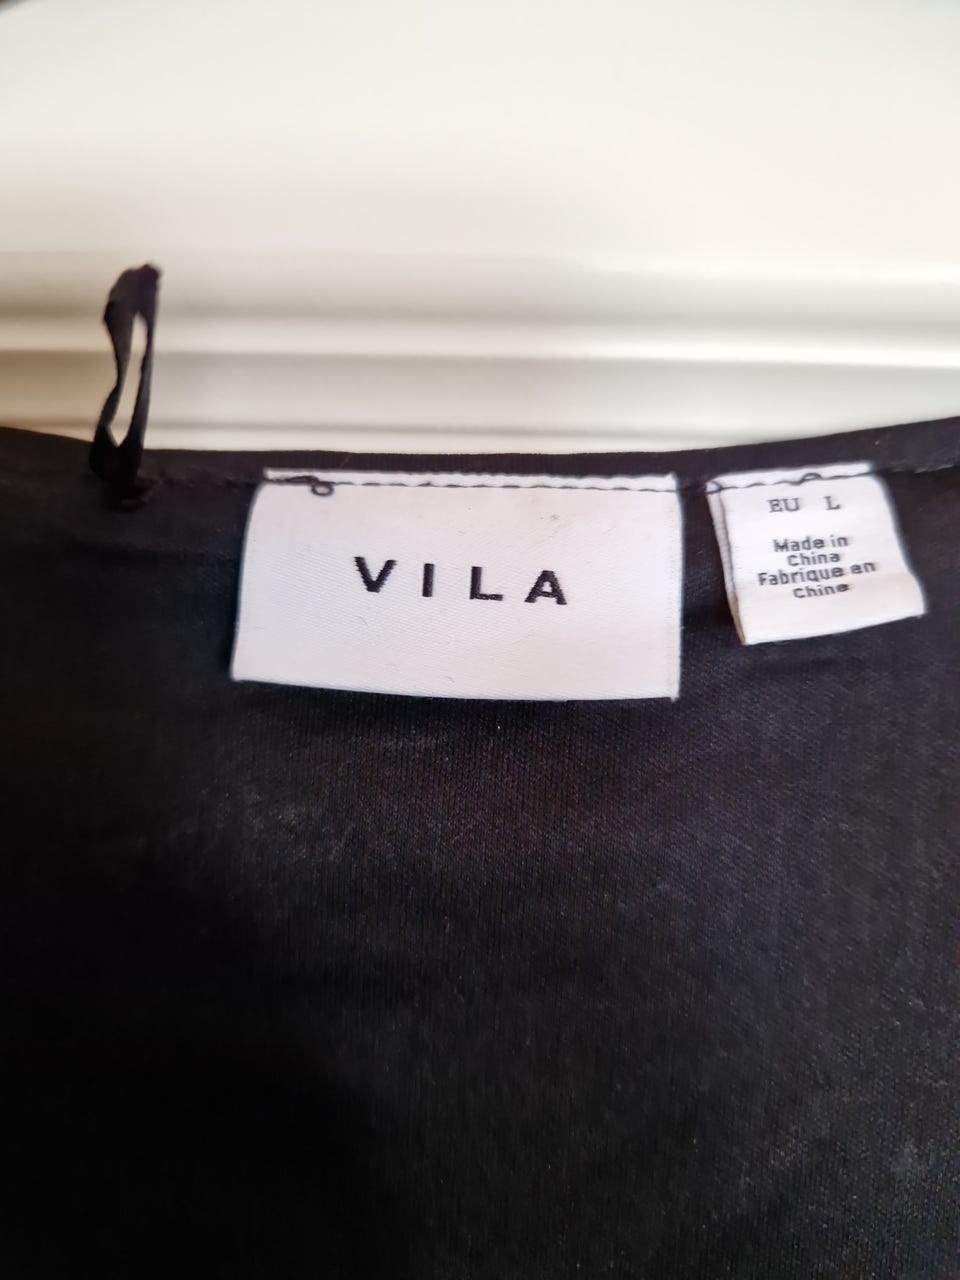 VILA
EU L
Made in
China
Fabrique en
Chine